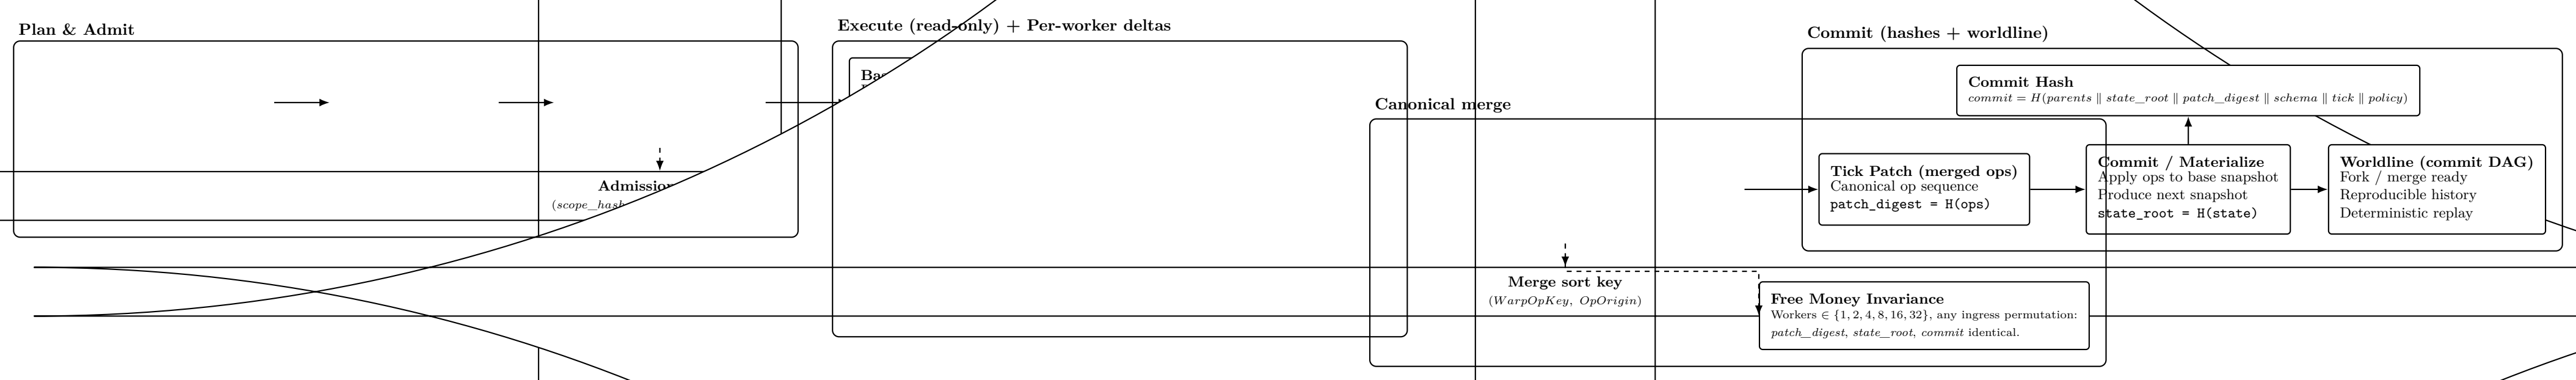 Plan & Admit
Admission
(scope_hash
Execute (read-only) + Per-worker deltas
Canonical merge
Merge sort key
(WarpOpKey, OpOrigin)
Free Money Invariance
Workers ∈ {1, 2, 4, 8, 16, 32}, any ingress permutation:
patch_digest, state_root, commit identical.
Commit (hashes + worldline)
Commit Hash
commit = H(parents ∥ state_root ∥ patch_digest ∥ schema ∥ tick ∥ policy)
Tick Patch (merged ops)
Canonical op sequence
patch_digest = H(ops)
Commit / Materialize
Apply ops to base snapshot
Produce next snapshot
state_root = H(state)
Worldline (commit DAG)
Fork / merge ready
Reproducible history
Deterministic replay